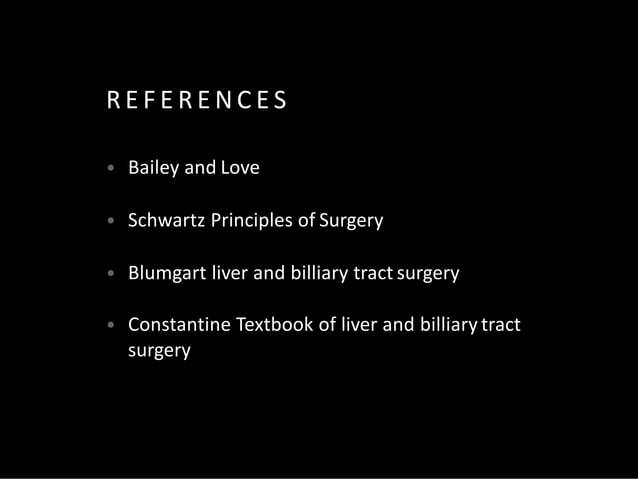 REFERENCES
• Bailey and Love
• Schwartz Principles of Surgery
• Blumgart liver and billiary tract surgery
• Constantine Textbook of liver and billiary tract
surgery